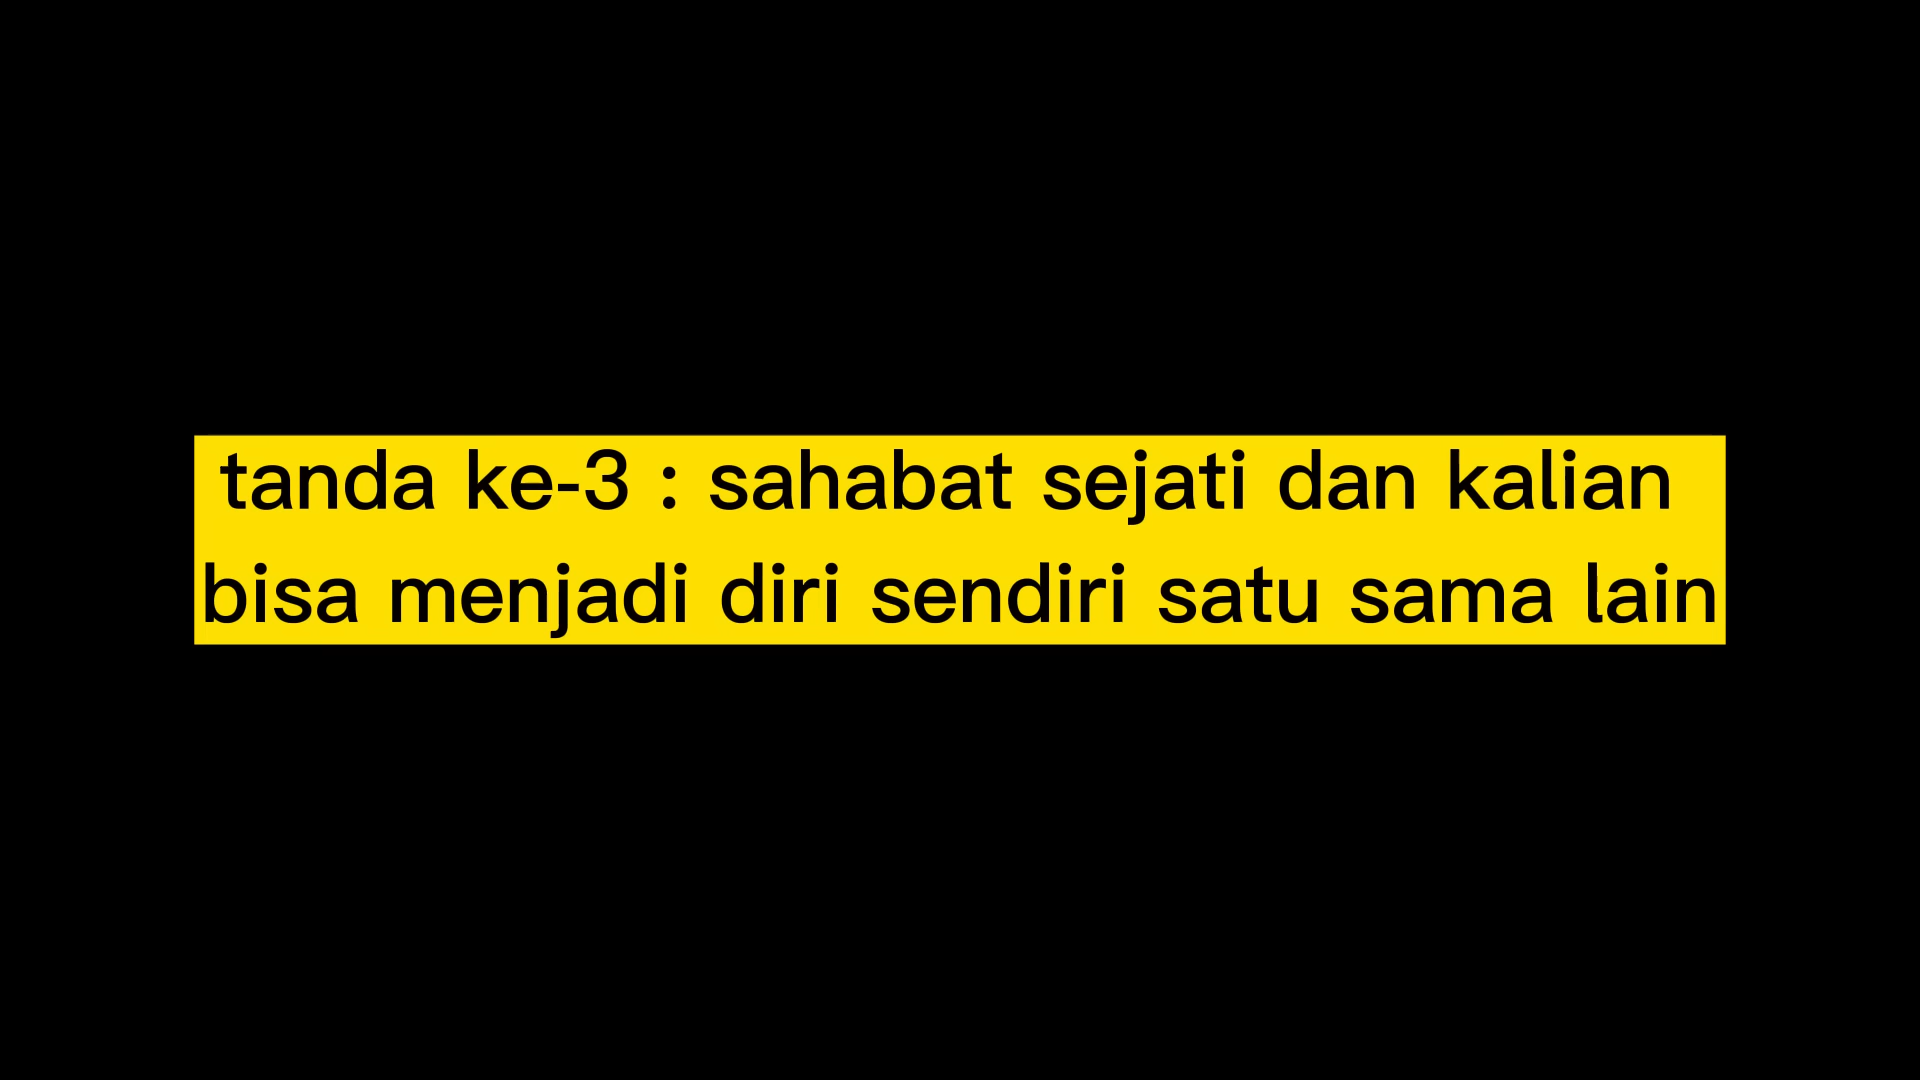 tanda ke-3 : sahabat sejati dan kalian
bisa menjadi diri sendiri satu sama lain